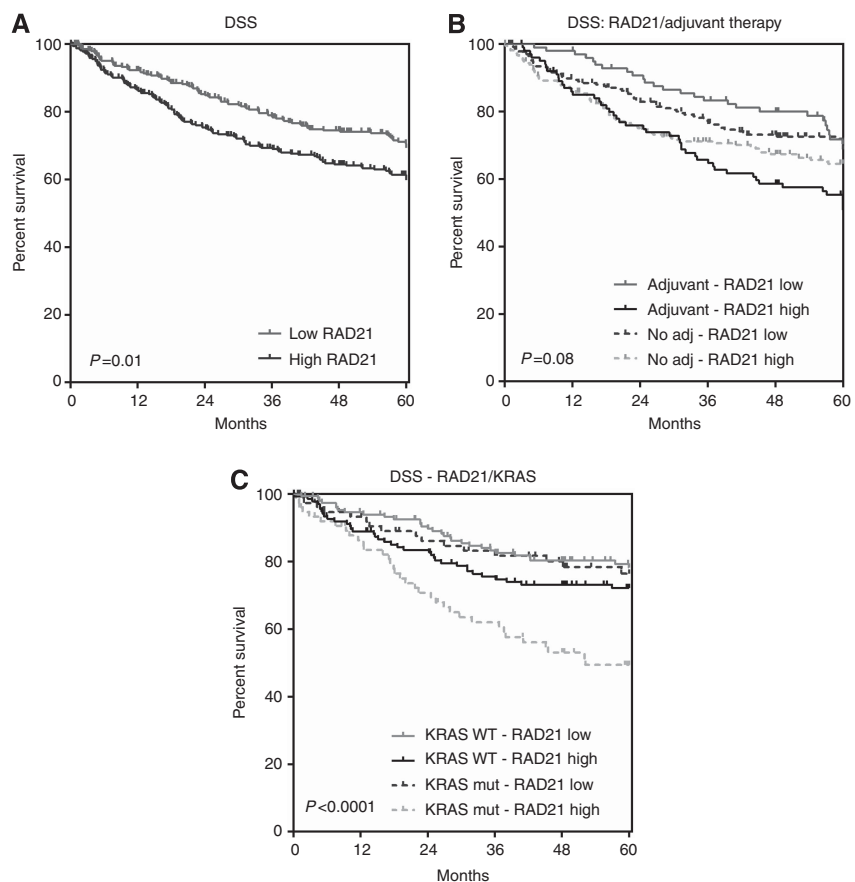 A
DSS
100
80
60
40
20
0
Percent survival
Low RAD21
High RAD21
P=0.01
0 12 24 36 48 60
Months
B
DSS: RAD21/adjuvant therapy
100
80
60
40
20
0
Percent survival
Adjuvant - RAD21 low
Adjuvant - RAD21 high
No adj - RAD21 low
No adj - RAD21 high
P=0.08
0 12 24 36 48 60
Months
C
DSS - RAD21/KRAS
100
80
60
40
20
0
Percent survival
KRAS WT - RAD21 low
KRAS WT - RAD21 high
KRAS mut - RAD21 low
KRAS mut - RAD21 high
P<0.0001
0 12 24 36 48 60
Months